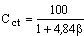 C_ct = 100 / (1 + 4,84β)